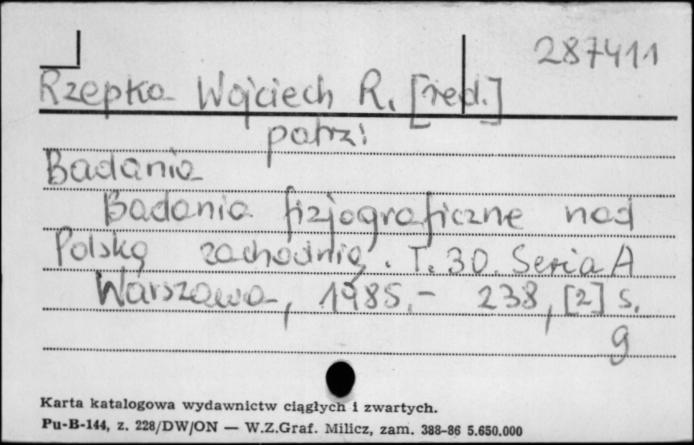 287411
Rzepka Wojciech R. [red.]
patrz:
Badania
Badania fizjograficzne nad
Polską zachodnią. T. 30. Seria A
Warszawa, 1985.- 238, [2] s.
g
Karta katalogowa wydawnictw ciągłych i zwartych.
Pu-B-144, z. 228/DW/ON — W.Z.Graf. Milicz, zam. 388-86 5.650.000